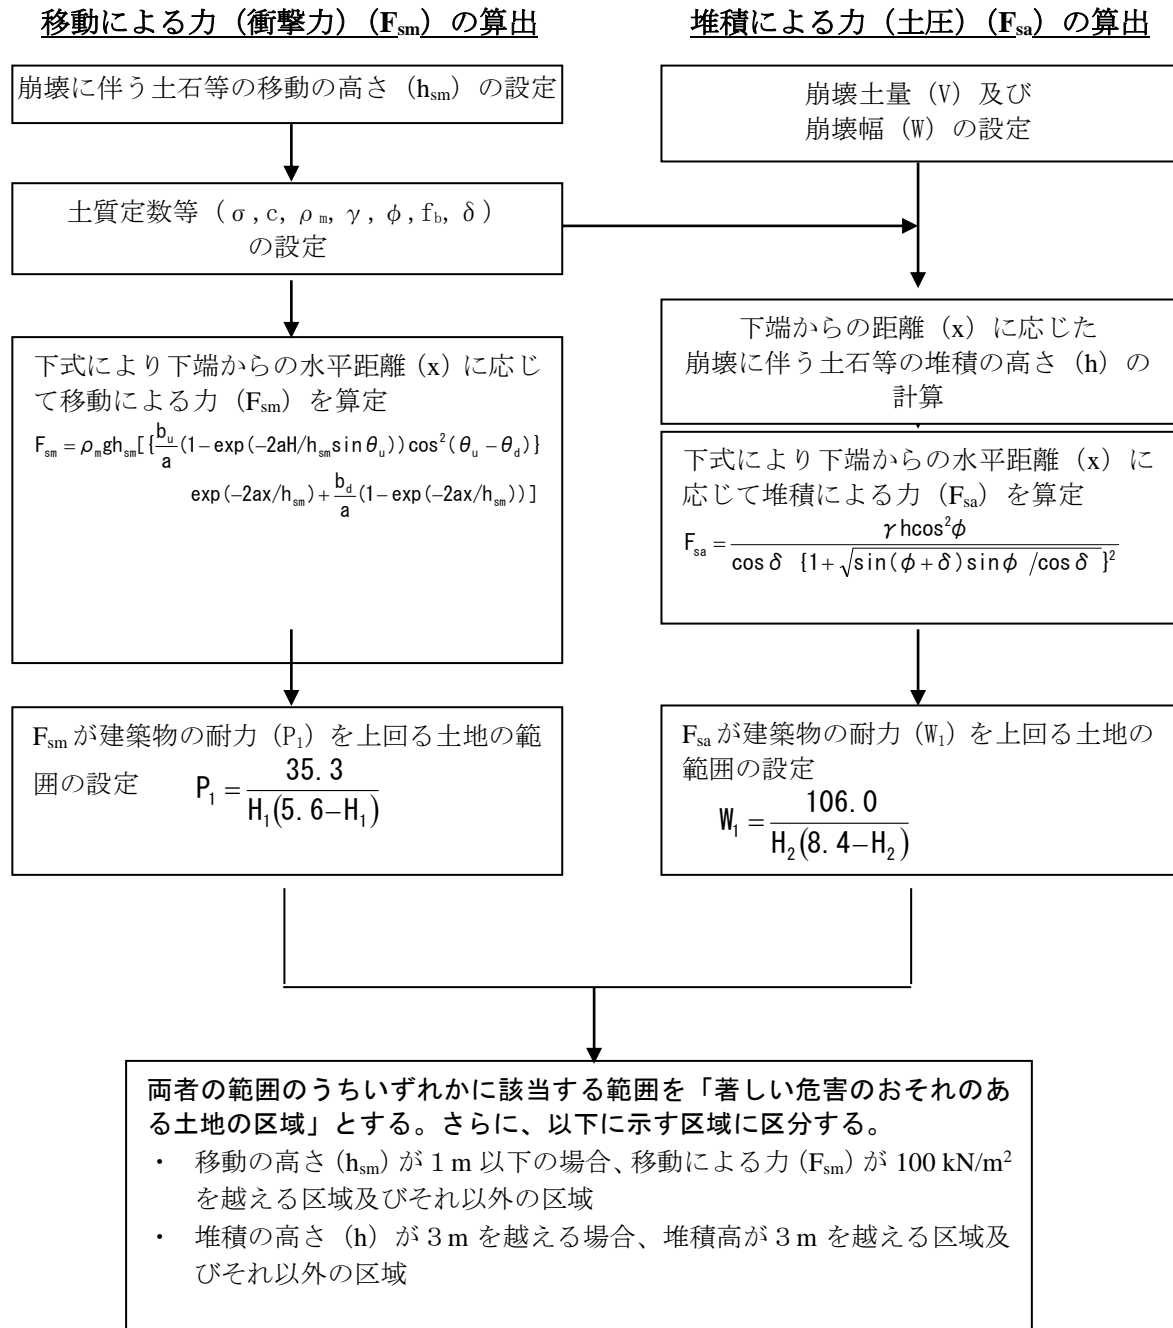 移動による力（衝撃力）(Fsm) の算出
崩壊に伴う土石等の移動の高さ (hsm) の設定
土質定数等（σ,c, ρm, γ, φ,fb, δ）
の設定
下式により下端からの水平距離 (x) に応じ
て移動による力 (Fsm) を算定
Fsm = ρmghsm[{bu/a(1−exp(−2aH/hsmsinθu))cos²(θu−θd)}
exp(−2ax/hsm)+bd/a(1−exp(−2ax/hsm))]
Fsm が建築物の耐力 (P1) を上回る土地の範
囲の設定 P1 = 35.3/H1(5.6−H1)
堆積による力（土圧）(Fsa) の算出
崩壊土量 (V) 及び
崩壊幅 (W) の設定
下端からの距離 (x) に応じた
崩壊に伴う土石等の堆積の高さ (h) の
計算
下式により下端からの水平距離 (x) に
応じて堆積による力 (Fsa) を算定
Fsa = γhcos²φ/cosδ {1+√sin(φ+δ)sinφ/cosδ}²
Fsa が建築物の耐力 (W1) を上回る土地の
範囲の設定
W1 = 106.0/H2(8.4−H2)
両者の範囲のうちいずれかに該当する範囲を「著しい危害のおそれのあ
る土地の区域」とする。さらに、以下に示す区域に区分する。
・ 移動の高さ (hsm) が１m 以下の場合、移動による力 (Fsm) が 100 kN/m²
を越える区域及びそれ以外の区域
・ 堆積の高さ (h) が３m を越える場合、堆積高が３m を越える区域及
びそれ以外の区域